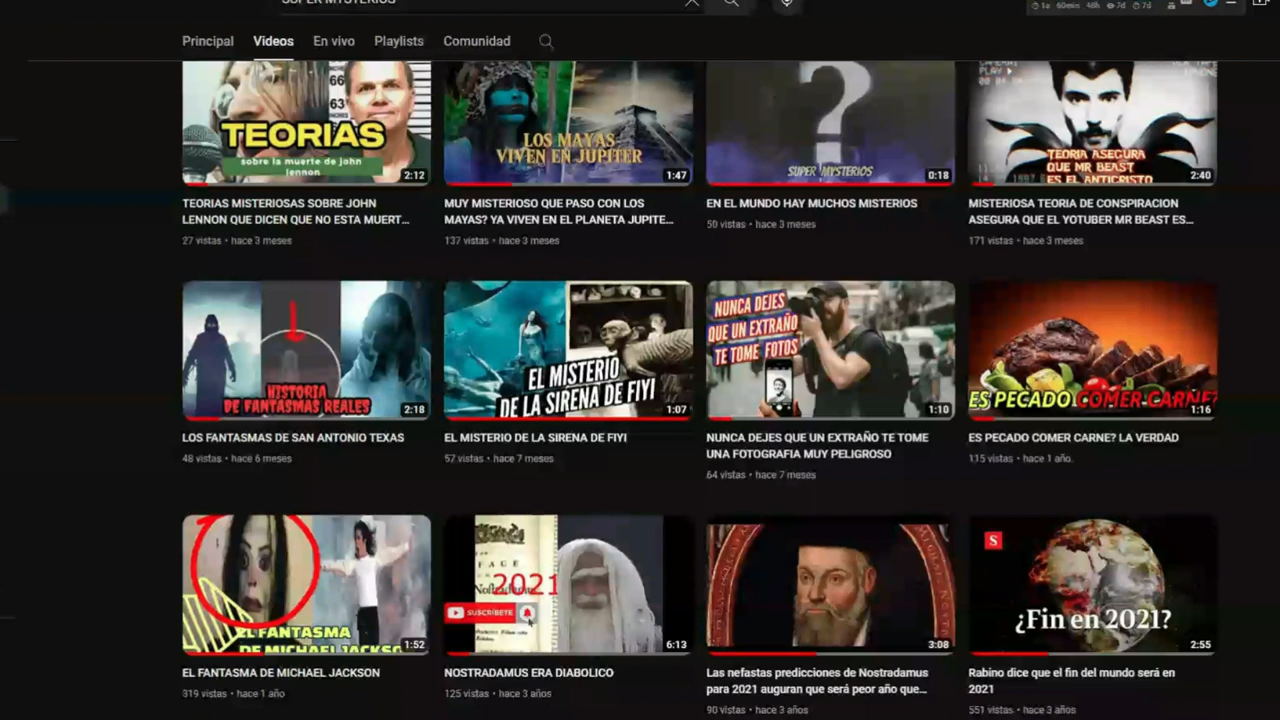 SUPER MYSTERIOS
1a 60min 48h 7d 7d
Principal Videos En vivo Playlists Comunidad
TEORIAS
sobre la muerte de john
lennon
2:12
LOS MAYAS
VIVEN EN JUPITER
1:47
SUPER MYSTERIOS
0:18
PLAY
TEORIA ASEGURA
QUE MR BEAST
ES EL ANTICRISTO
2:40
TEORIAS MISTERIOSAS SOBRE JOHN
LENNON QUE DICEN QUE NO ESTA MUERT...
27 vistas • hace 3 meses
MUY MISTERIOSO QUE PASO CON LOS
MAYAS? YA VIVEN EN EL PLANETA JUPITE...
137 vistas • hace 3 meses
EN EL MUNDO HAY MUCHOS MISTERIOS
50 vistas • hace 3 meses
MISTERIOSA TEORIA DE CONSPIRACION
ASEGURA QUE EL YOTUBER MR BEAST ES...
171 vistas • hace 3 meses
HISTORIA
DE FANTASMAS REALES
2:18
EL MISTERIO
DE LA SIRENA DE FIYI
1:07
NUNCA DEJES
QUE UN EXTRAÑO
TE TOME FOTOS
1:10
ES PECADO COMER CARNE?
1:16
LOS FANTASMAS DE SAN ANTONIO TEXAS
48 vistas • hace 6 meses
EL MISTERIO DE LA SIRENA DE FIYI
57 vistas • hace 7 meses
NUNCA DEJES QUE UN EXTRAÑO TE TOME
UNA FOTOGRAFIA MUY PELIGROSO
64 vistas • hace 7 meses
ES PECADO COMER CARNE? LA VERDAD
115 vistas • hace 1 año
EL FANTASMA
DE MICHAEL JACKSO
1:52
2021
SUSCRÍBETE
6:13
3:08
S
¿Fin en 2021?
2:55
EL FANTASMA DE MICHAEL JACKSON
319 vistas • hace 1 año
NOSTRADAMUS ERA DIABOLICO
125 vistas • hace 3 años
Las nefastas predicciones de Nostradamus
para 2021 auguran que será peor año que...
90 vistas • hace 3 años
Rabino dice que el fin del mundo será en
2021
551 vistas • hace 3 años